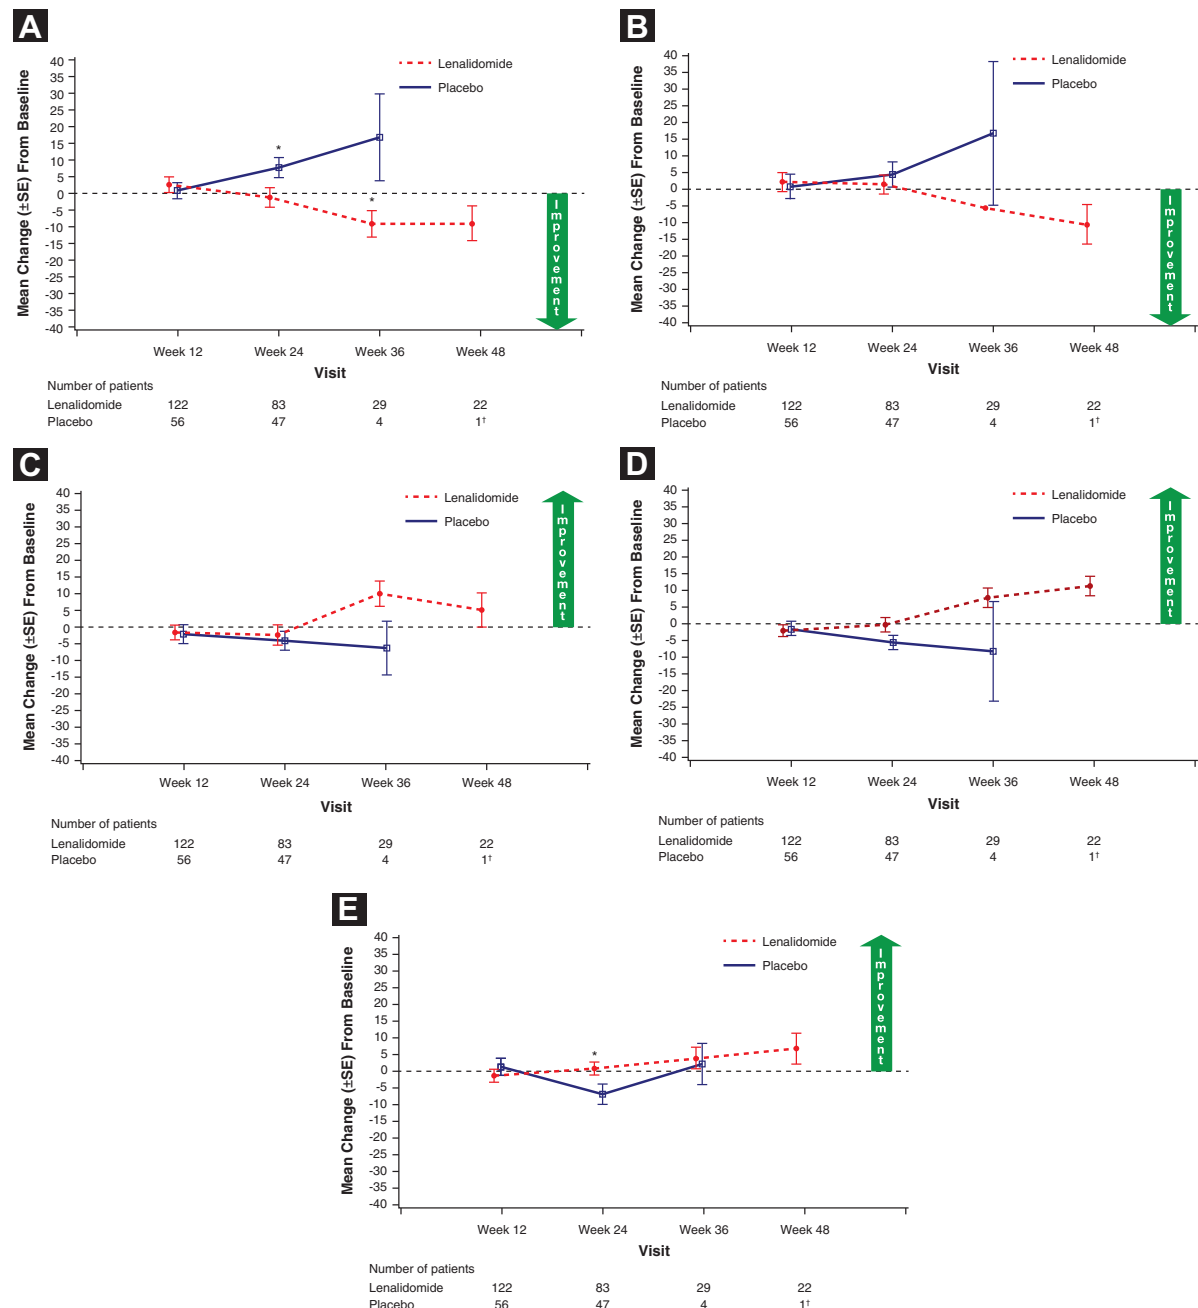 A
Mean Change (±SE) From Baseline
40
35
30
25
20
15
10
5
0
-5
-10
-15
-20
-25
-30
-35
-40
Lenalidomide
Placebo
*
*
Improvement
Week 12 Week 24 Week 36 Week 48
Visit
Number of patients
Lenalidomide 122 83 29 22
Placebo 56 47 4 1†
B
Mean Change (±SE) From Baseline
40
35
30
25
20
15
10
5
0
-5
-10
-15
-20
-25
-30
-35
-40
Lenalidomide
Placebo
Improvement
Week 12 Week 24 Week 36 Week 48
Visit
Number of patients
Lenalidomide 122 83 29 22
Placebo 56 47 4 1†
C
Mean Change (±SE) From Baseline
40
35
30
25
20
15
10
5
0
-5
-10
-15
-20
-25
-30
-35
-40
Lenalidomide
Placebo
Improvement
Week 12 Week 24 Week 36 Week 48
Visit
Number of patients
Lenalidomide 122 83 29 22
Placebo 56 47 4 1†
D
Mean Change (±SE) From Baseline
40
35
30
25
20
15
10
5
0
-5
-10
-15
-20
-25
-30
-35
-40
Lenalidomide
Placebo
Improvement
Week 12 Week 24 Week 36 Week 48
Visit
Number of patients
Lenalidomide 122 83 29 22
Placebo 56 47 4 1†
E
Mean Change (±SE) From Baseline
40
35
30
25
20
15
10
5
0
-5
-10
-15
-20
-25
-30
-35
-40
Lenalidomide
Placebo
*
Improvement
Week 12 Week 24 Week 36 Week 48
Visit
Number of patients
Lenalidomide 122 83 29 22
Placebo 56 47 4 1†